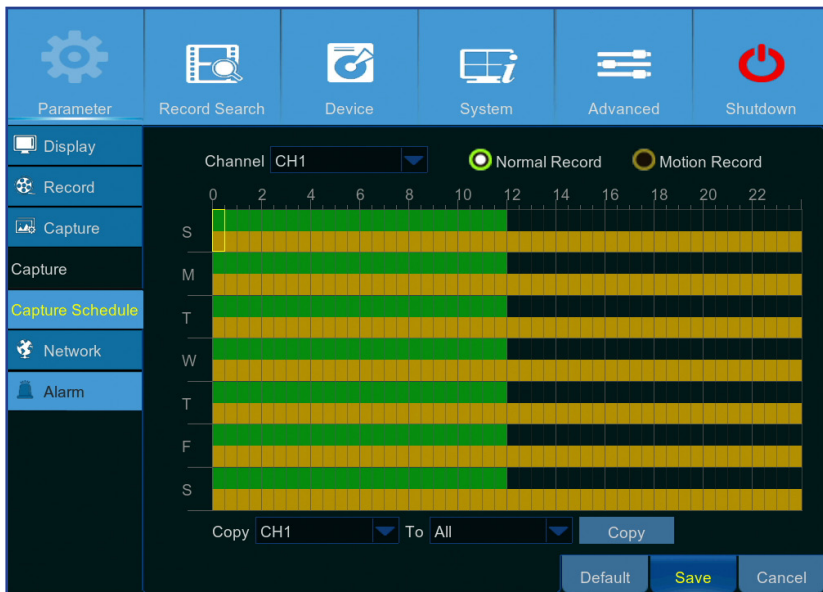 Parameter
Record Search
Device
System
Advanced
Shutdown
Display
Record
Capture
Capture
Capture Schedule
Network
Alarm
Channel CH1 Normal Record Motion Record
0 2 4 6 8 10 12 14 16 18 20 22
S
M
T
W
T
F
S
Copy CH1 To All Copy
Default Save Cancel